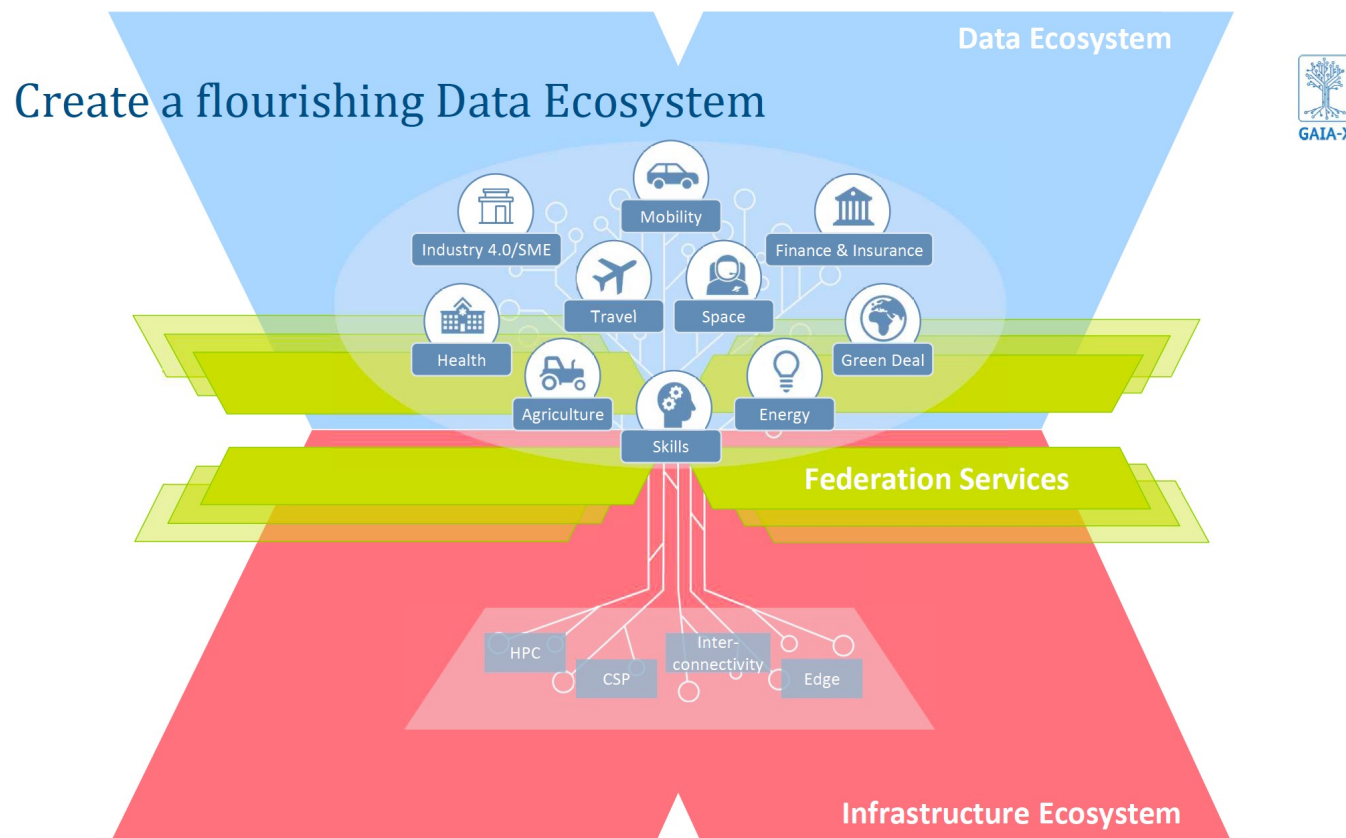 Data Ecosystem
Create a flourishing Data Ecosystem
GAIA-X
Mobility
Industry 4.0/SME
Finance & Insurance
Travel
Space
Health
Green Deal
Agriculture
Energy
Skills
Federation Services
HPC
Inter-
connectivity
CSP
Edge
Infrastructure Ecosystem